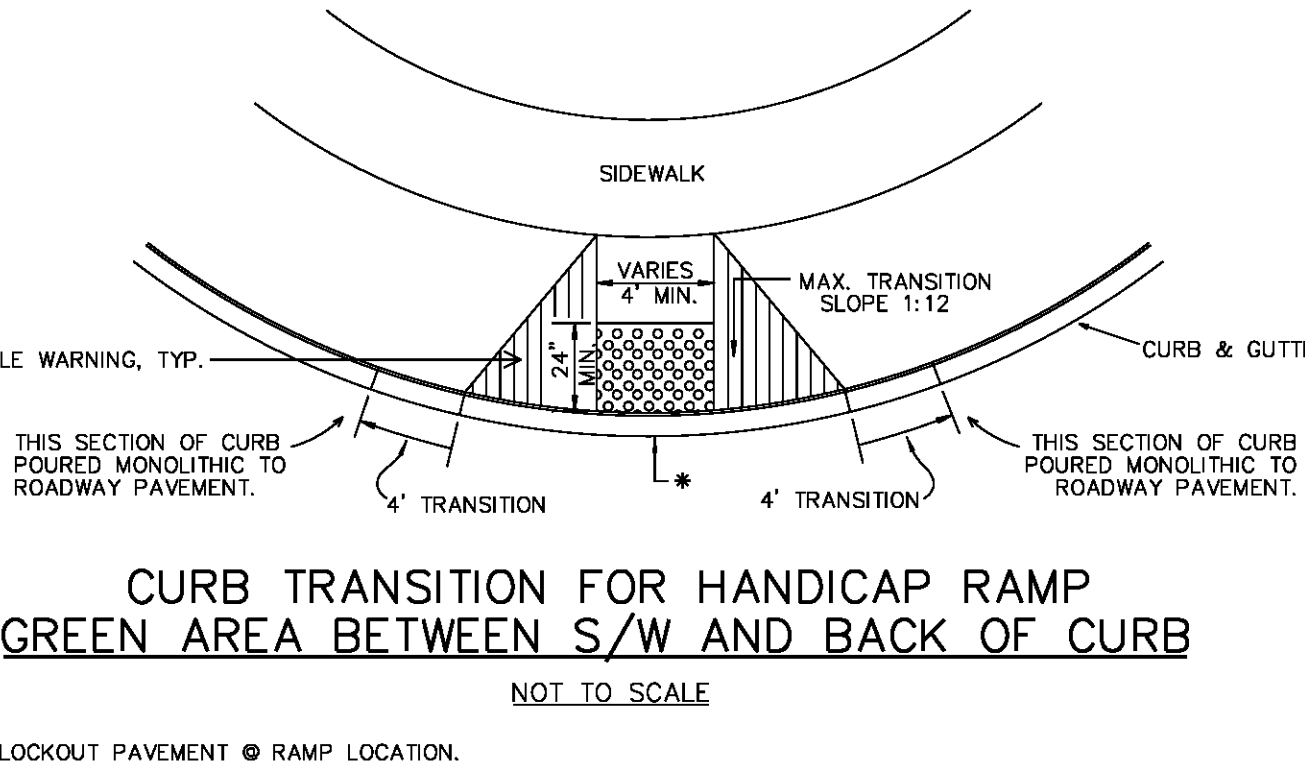 SIDEWALK
VARIES
4' MIN.
MAX. TRANSITION
SLOPE 1:12
24"
MIN.
LE WARNING, TYP.
CURB & GUTT
THIS SECTION OF CURB
POURED MONOLITHIC TO
ROADWAY PAVEMENT.
4' TRANSITION
*
4' TRANSITION
THIS SECTION OF CURB
POURED MONOLITHIC TO
ROADWAY PAVEMENT.
CURB TRANSITION FOR HANDICAP RAMP
GREEN AREA BETWEEN S/W AND BACK OF CURB
NOT TO SCALE
LOCKOUT PAVEMENT @ RAMP LOCATION.